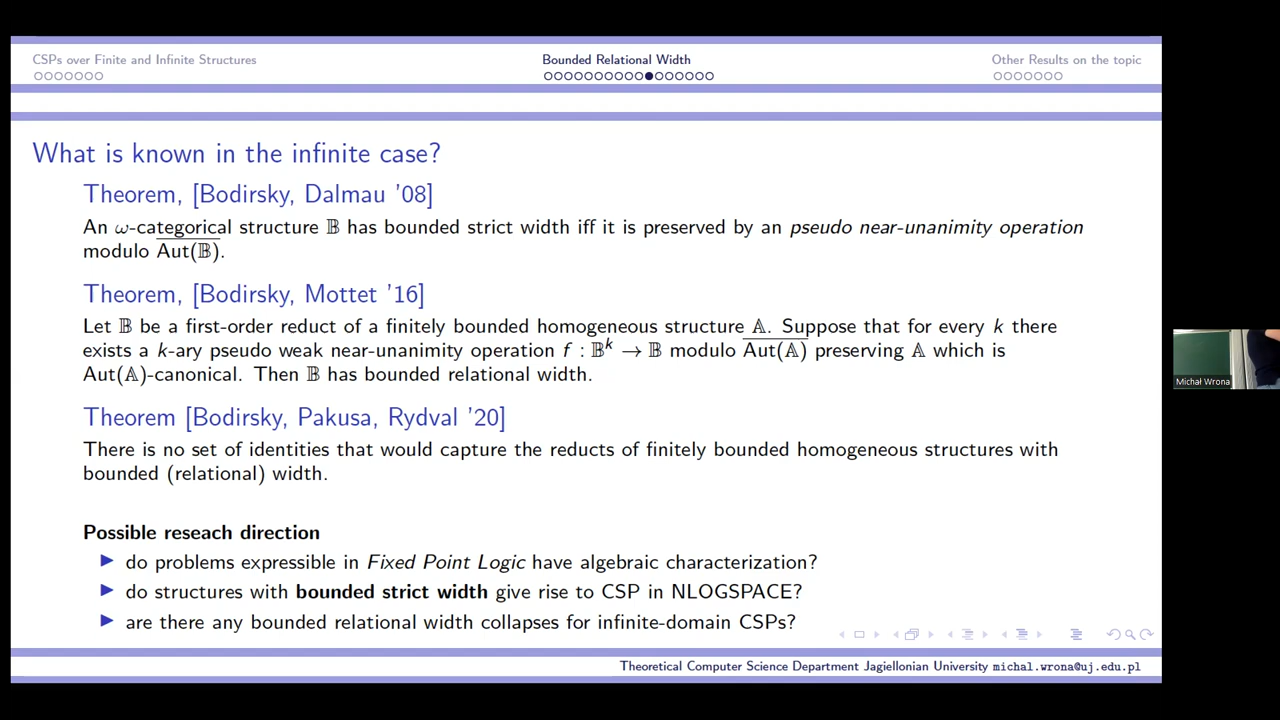 CSPs over Finite and Infinite Structures
Bounded Relational Width
Other Results on the topic
What is known in the infinite case?
Theorem, [Bodirsky, Dalmau '08]
An ω-categorical structure 𝔹 has bounded strict width iff it is preserved by an pseudo near-unanimity operation
modulo \overline{Aut(𝔹)}.
Theorem, [Bodirsky, Mottet '16]
Let 𝔹 be a first-order reduct of a finitely bounded homogeneous structure 𝔸. Suppose that for every k there
exists a k-ary pseudo weak near-unanimity operation f : 𝔹^k → 𝔹 modulo \overline{Aut(𝔸)} preserving 𝔸 which is
Aut(𝔸)-canonical. Then 𝔹 has bounded relational width.
Theorem [Bodirsky, Pakusa, Rydval '20]
There is no set of identities that would capture the reducts of finitely bounded homogeneous structures with
bounded (relational) width.
Possible reseach direction
▶ do problems expressible in Fixed Point Logic have algebraic characterization?
▶ do structures with bounded strict width give rise to CSP in NLOGSPACE?
▶ are there any bounded relational width collapses for infinite-domain CSPs?
Theoretical Computer Science Department Jagiellonian University michal.wrona@uj.edu.pl
Michał Wrona